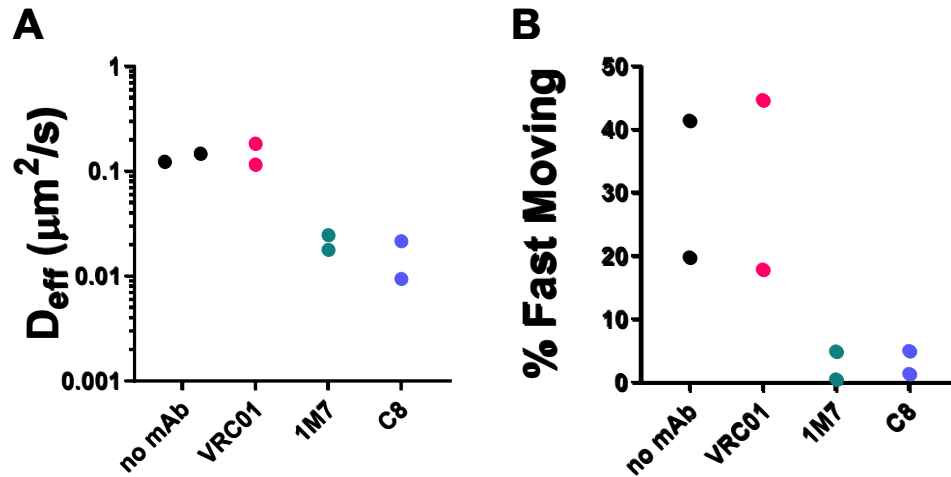 A
D_eff (μm²/s)
1
0.1
0.01
0.001
no mAb
VRC01
1M7
C8
B
% Fast Moving
50
40
30
20
10
0
no mAb
VRC01
1M7
C8